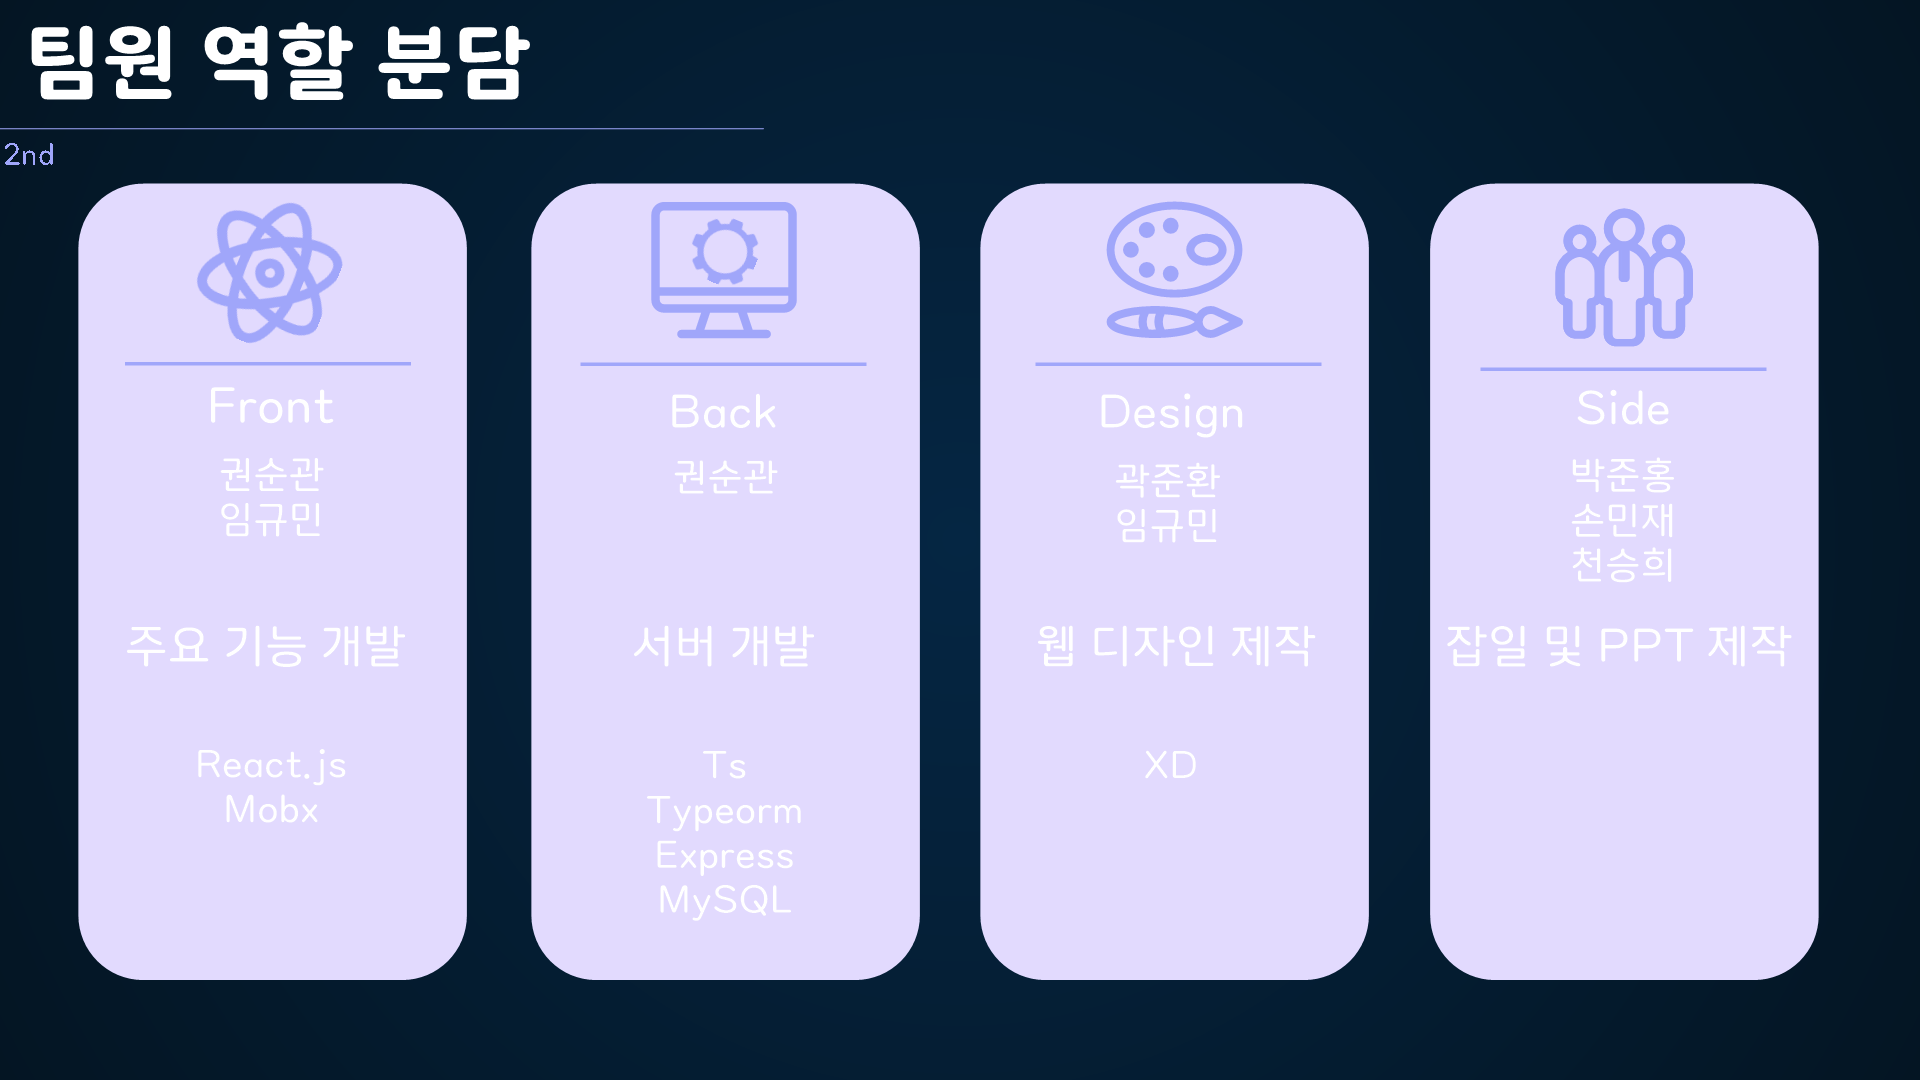 팀원 역할 분담
2nd
Front
권순관
임규민
주요 기능 개발
React.js
Mobx
Back
권순관
서버 개발
Ts
Typeorm
Express
MySQL
Design
곽준환
임규민
웹 디자인 제작
XD
Side
박준홍
손민재
천승희
잡일 및 PPT 제작